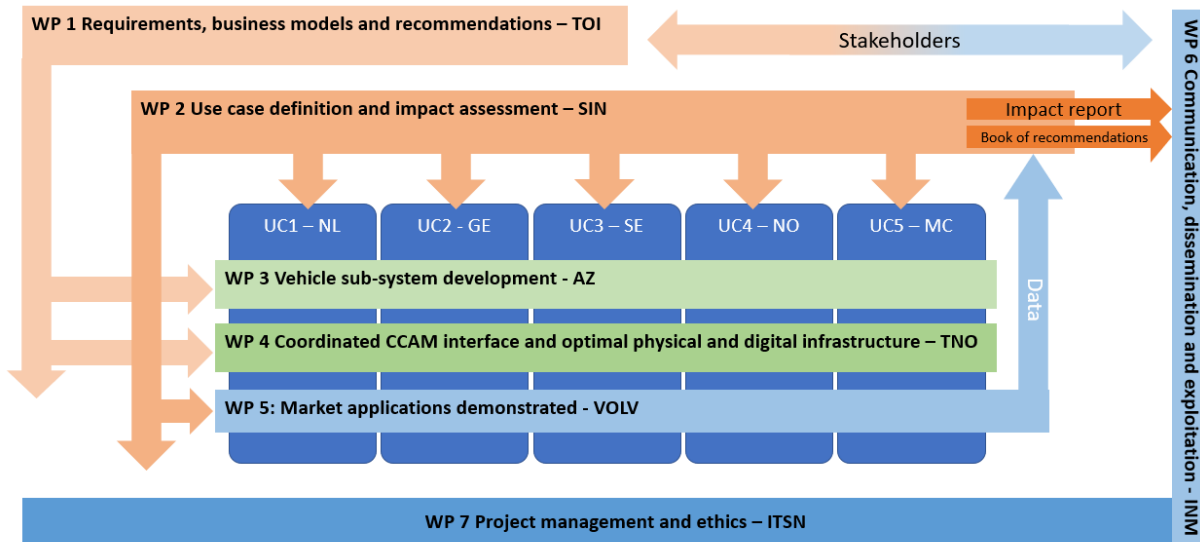 WP 1 Requirements, business models and recommendations – TOI
Stakeholders
WP 2 Use case definition and impact assessment – SIN
Impact report
Book of recommendations
UC1 – NL
UC2 - GE
UC3 – SE
UC4 – NO
UC5 – MC
WP 3 Vehicle sub-system development - AZ
WP 4 Coordinated CCAM interface and optimal physical and digital infrastructure – TNO
WP 5: Market applications demonstrated - VOLV
Data
WP 6 Communication, dissemination and exploitation - INM
WP 7 Project management and ethics – ITSN